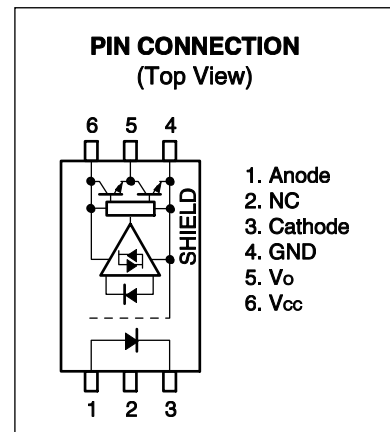 PIN CONNECTION
(Top View)
6 5 4
SHIELD
1 2 3
1. Anode
2. NC
3. Cathode
4. GND
5. Vo
6. Vcc